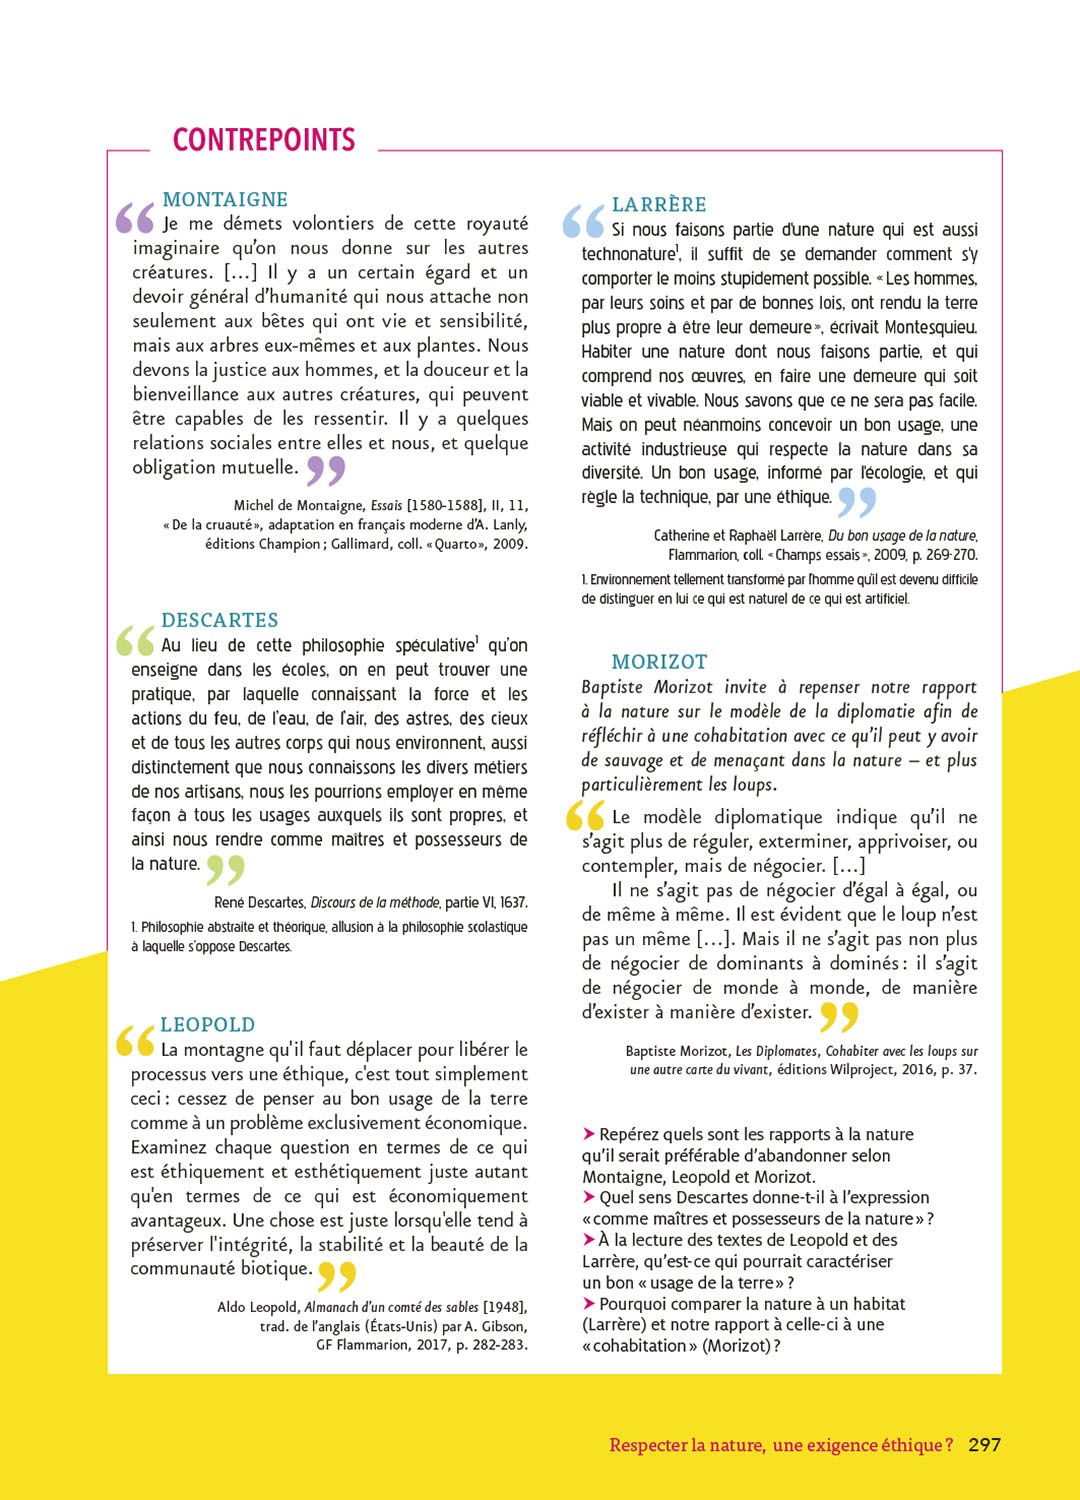 CONTREPOINTS
MONTAIGNE
“ Je me démets volontiers de cette royauté
imaginaire qu’on nous donne sur les autres
créatures. […] Il y a un certain égard et un
devoir général d’humanité qui nous attache non
seulement aux bêtes qui ont vie et sensibilité,
mais aux arbres eux-mêmes et aux plantes. Nous
devons la justice aux hommes, et la douceur et la
bienveillance aux autres créatures, qui peuvent
être capables de les ressentir. Il y a quelques
relations sociales entre elles et nous, et quelque
obligation mutuelle. ”
Michel de Montaigne, Essais [1580-1588], II, 11,
« De la cruauté », adaptation en français moderne d’A. Lanly,
éditions Champion ; Gallimard, coll. « Quarto », 2009.
DESCARTES
“ Au lieu de cette philosophie spéculative¹ qu’on
enseigne dans les écoles, on en peut trouver une
pratique, par laquelle connaissant la force et les
actions du feu, de l’eau, de l’air, des astres, des cieux
et de tous les autres corps qui nous environnent, aussi
distinctement que nous connaissons les divers métiers
de nos artisans, nous les pourrions employer en même
façon à tous les usages auxquels ils sont propres, et
ainsi nous rendre comme maîtres et possesseurs de
la nature. ”
René Descartes, Discours de la méthode, partie VI, 1637.
1. Philosophie abstraite et théorique, allusion à la philosophie scolastique
à laquelle s’oppose Descartes.
LEOPOLD
“ La montagne qu'il faut déplacer pour libérer le
processus vers une éthique, c'est tout simplement
ceci : cessez de penser au bon usage de la terre
comme à un problème exclusivement économique.
Examinez chaque question en termes de ce qui
est éthiquement et esthétiquement juste autant
qu'en termes de ce qui est économiquement
avantageux. Une chose est juste lorsqu'elle tend à
préserver l'intégrité, la stabilité et la beauté de la
communauté biotique. ”
Aldo Leopold, Almanach d’un comté des sables [1948],
trad. de l’anglais (États-Unis) par A. Gibson,
GF Flammarion, 2017, p. 282-283.
LARRÈRE
“ Si nous faisons partie d’une nature qui est aussi
technonature¹, il suffit de se demander comment s’y
comporter le moins stupidement possible. « Les hommes,
par leurs soins et par de bonnes lois, ont rendu la terre
plus propre à être leur demeure », écrivait Montesquieu.
Habiter une nature dont nous faisons partie, et qui
comprend nos œuvres, en faire une demeure qui soit
viable et vivable. Nous savons que ce ne sera pas facile.
Mais on peut néanmoins concevoir un bon usage, une
activité industrieuse qui respecte la nature dans sa
diversité. Un bon usage, informé par l’écologie, et qui
règle la technique, par une éthique. ”
Catherine et Raphaël Larrère, Du bon usage de la nature,
Flammarion, coll. « Champs essais », 2009, p. 269-270.
1. Environnement tellement transformé par l’homme qu’il est devenu difficile
de distinguer en lui ce qui est naturel de ce qui est artificiel.
MORIZOT
Baptiste Morizot invite à repenser notre rapport
à la nature sur le modèle de la diplomatie afin de
réfléchir à une cohabitation avec ce qu’il peut y avoir
de sauvage et de menaçant dans la nature – et plus
particulièrement les loups.
“ Le modèle diplomatique indique qu’il ne
s’agit plus de réguler, exterminer, apprivoiser, ou
contempler, mais de négocier. […]
Il ne s’agit pas de négocier d’égal à égal, ou
de même à même. Il est évident que le loup n’est
pas un même […]. Mais il ne s’agit pas non plus
de négocier de dominants à dominés : il s’agit
de négocier de monde à monde, de manière
d’exister à manière d’exister. ”
Baptiste Morizot, Les Diplomates, Cohabiter avec les loups sur
une autre carte du vivant, éditions Wilproject, 2016, p. 37.
➤ Repérez quels sont les rapports à la nature
qu’il serait préférable d’abandonner selon
Montaigne, Leopold et Morizot.
➤ Quel sens Descartes donne-t-il à l’expression
« comme maîtres et possesseurs de la nature » ?
➤ À la lecture des textes de Leopold et des
Larrère, qu’est-ce qui pourrait caractériser
un bon « usage de la terre » ?
➤ Pourquoi comparer la nature à un habitat
(Larrère) et notre rapport à celle-ci à une
« cohabitation » (Morizot) ?
Respecter la nature, une exigence éthique ? 297